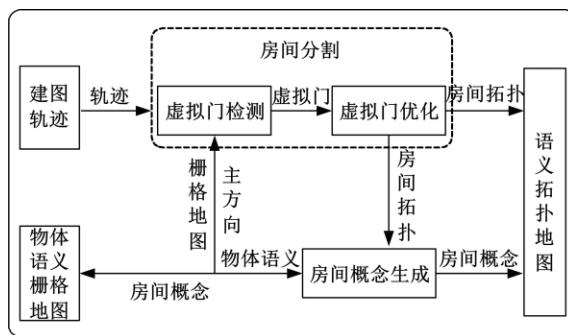 房间分割
建图
轨迹
轨迹
虚拟门检测
虚拟门
虚拟门优化
房间拓扑
语义拓扑地图
栅格地图
主方向
房间拓扑
物体
语义
栅格
地图
房间概念
物体语义
房间概念生成
房间概念